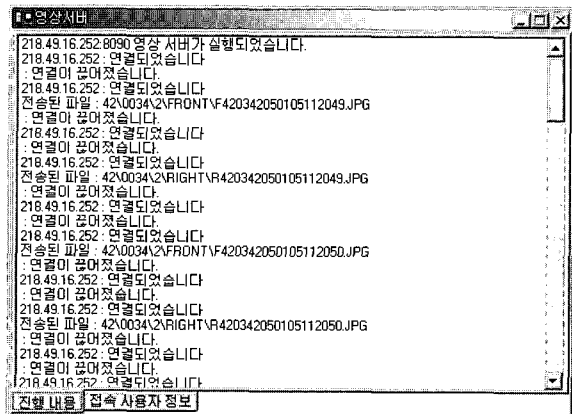 영상서버
218.49.16.252:8090 영상 서버가 실행되었습니다.
218.49.16.252 : 연결되었습니다
: 연결이 끊어졌습니다.
218.49.16.252 : 연결되었습니다
전송된 파일 : 42\0034\2\FRONT\F420342050105112049.JPG
: 연결이 끊어졌습니다.
218.49.16.252 : 연결되었습니다
: 연결이 끊어졌습니다.
218.49.16.252 : 연결되었습니다
전송된 파일 : 42\0034\2\RIGHT\R420342050105112049.JPG
: 연결이 끊어졌습니다.
218.49.16.252 : 연결되었습니다
: 연결이 끊어졌습니다.
218.49.16.252 : 연결되었습니다
전송된 파일 : 42\0034\2\FRONT\F420342050105112050.JPG
: 연결이 끊어졌습니다.
218.49.16.252 : 연결되었습니다
: 연결이 끊어졌습니다.
218.49.16.252 : 연결되었습니다
전송된 파일 : 42\0034\2\RIGHT\R420342050105112050.JPG
: 연결이 끊어졌습니다.
218.49.16.252 : 연결되었습니다
: 연결이 끊어졌습니다.
218.49.16.252 : 연결되었습니다
진행 내용 접속 사용자 정보